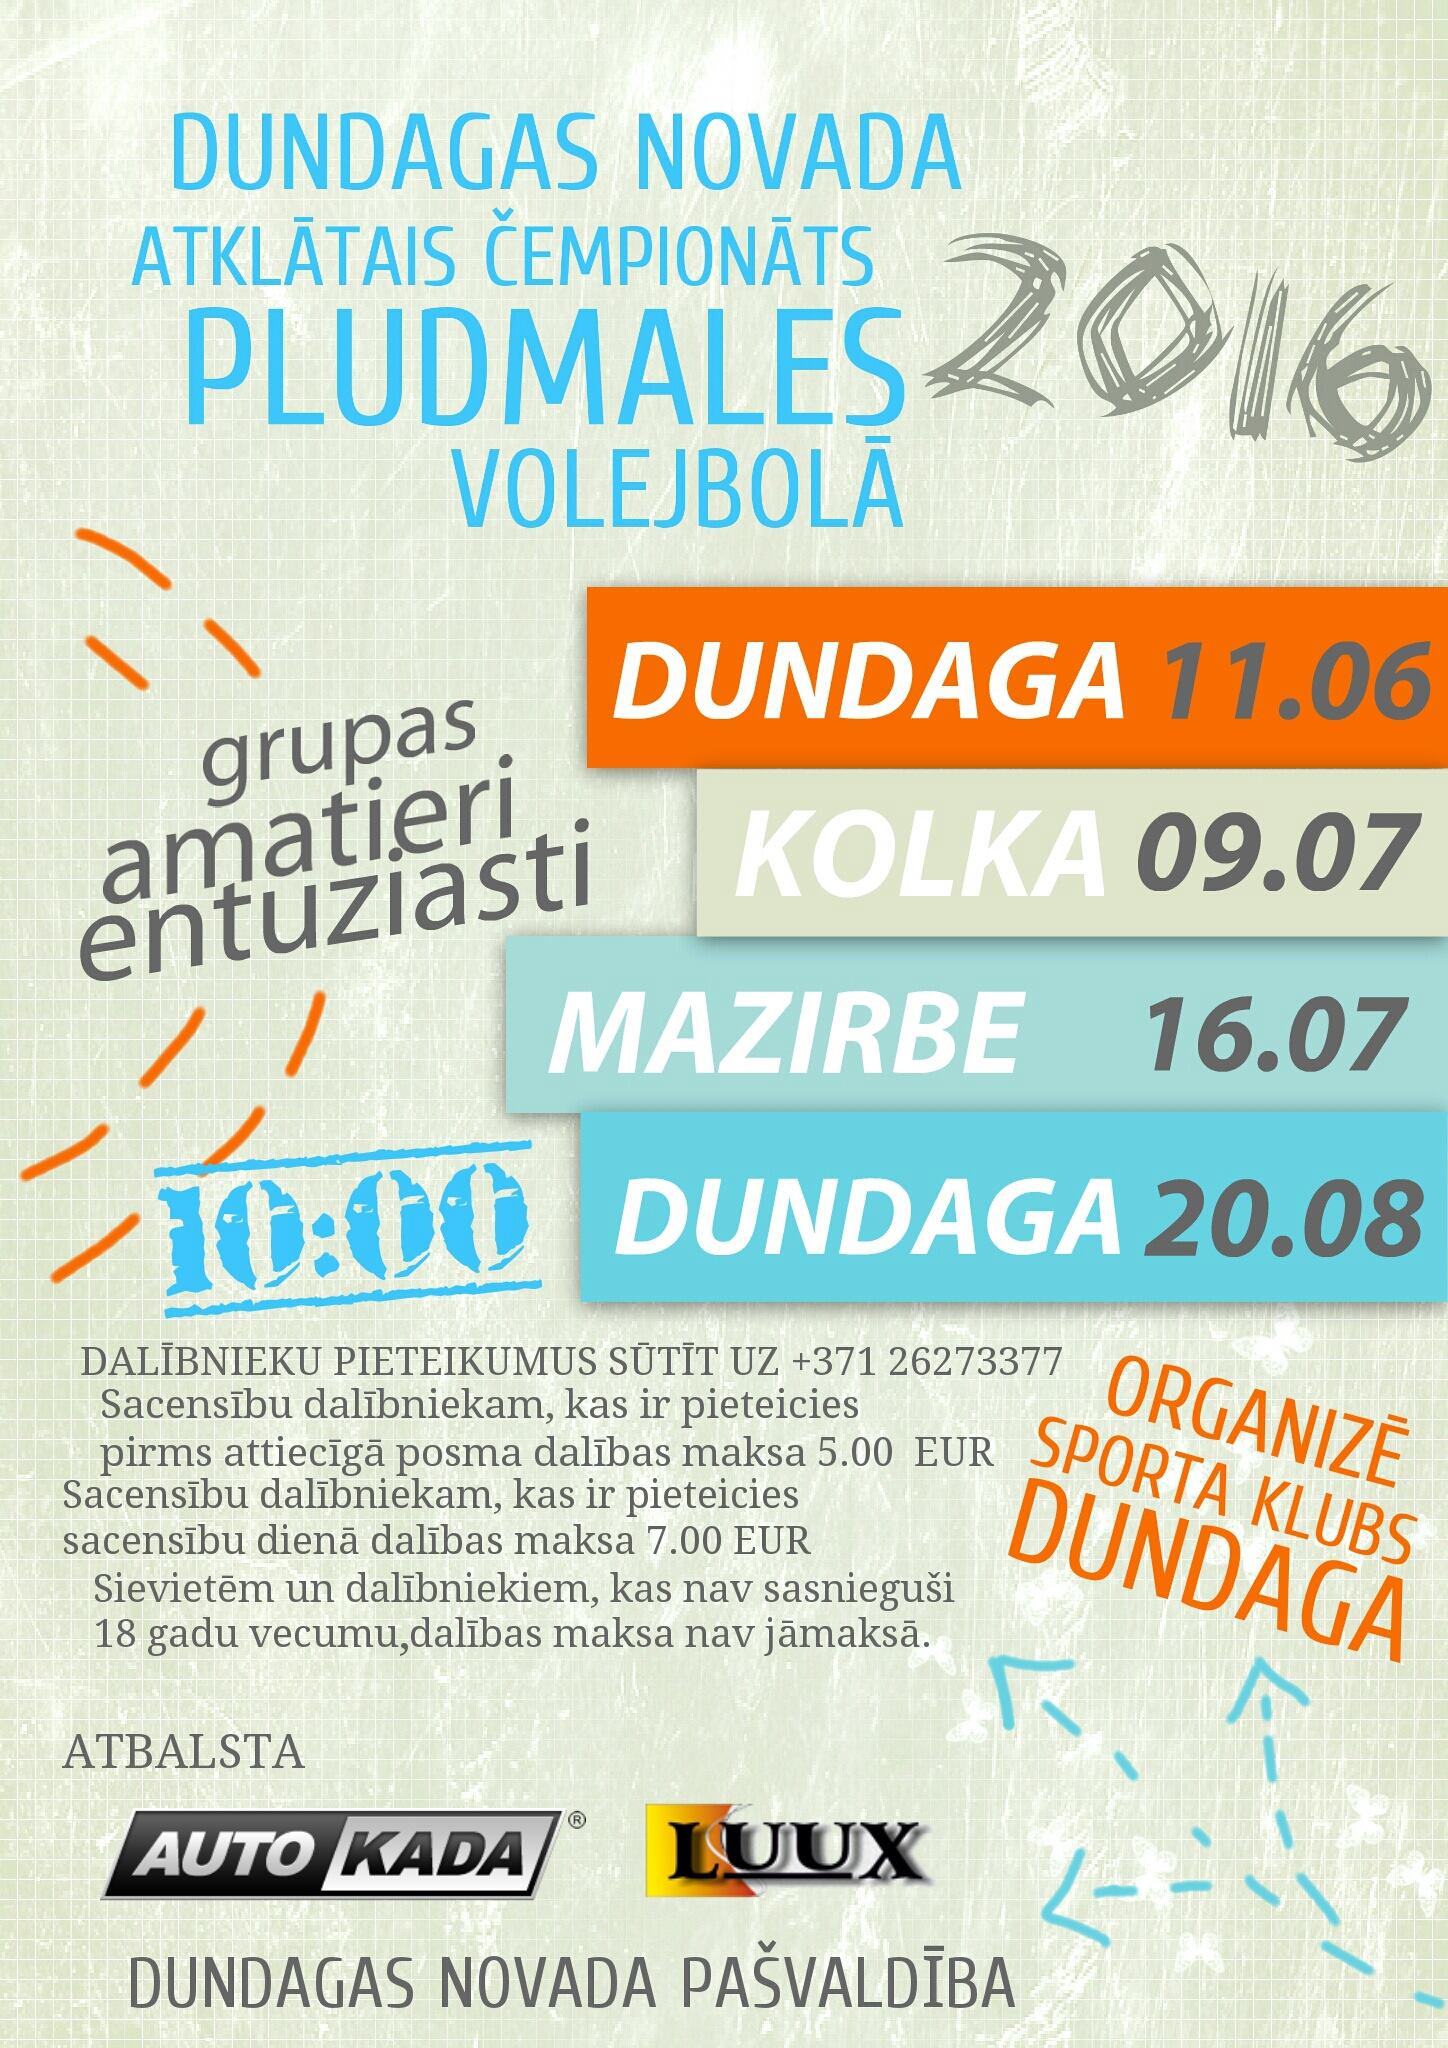 DUNDAGAS NOVADA
ATKLĀTAIS ČEMPIONĀTS
PLUDMALES
VOLEJBOLĀ
2016
DUNDAGA 11.06
KOLKA 09.07
MAZIRBE 16.07
DUNDAGA 20.08
grupas
amatieri
entuziasti
10:00
DALĪBNIEKU PIETEIKUMUS SŪTĪT UZ +371 26273377
Sacensību dalībniekam, kas ir pieteicies
pirms attiecīgā posma dalības maksa 5.00 EUR
Sacensību dalībniekam, kas ir pieteicies
sacensību dienā dalības maksa 7.00 EUR
Sievietēm un dalībniekiem, kas nav sasnieguši
18 gadu vecumu,dalības maksa nav jāmaksā.
ORGANIZĒ
SPORTA KLUBS
DUNDAGA
ATBALSTA
AUTO KADA ®
LUUX
DUNDAGAS NOVADA PAŠVALDĪBA